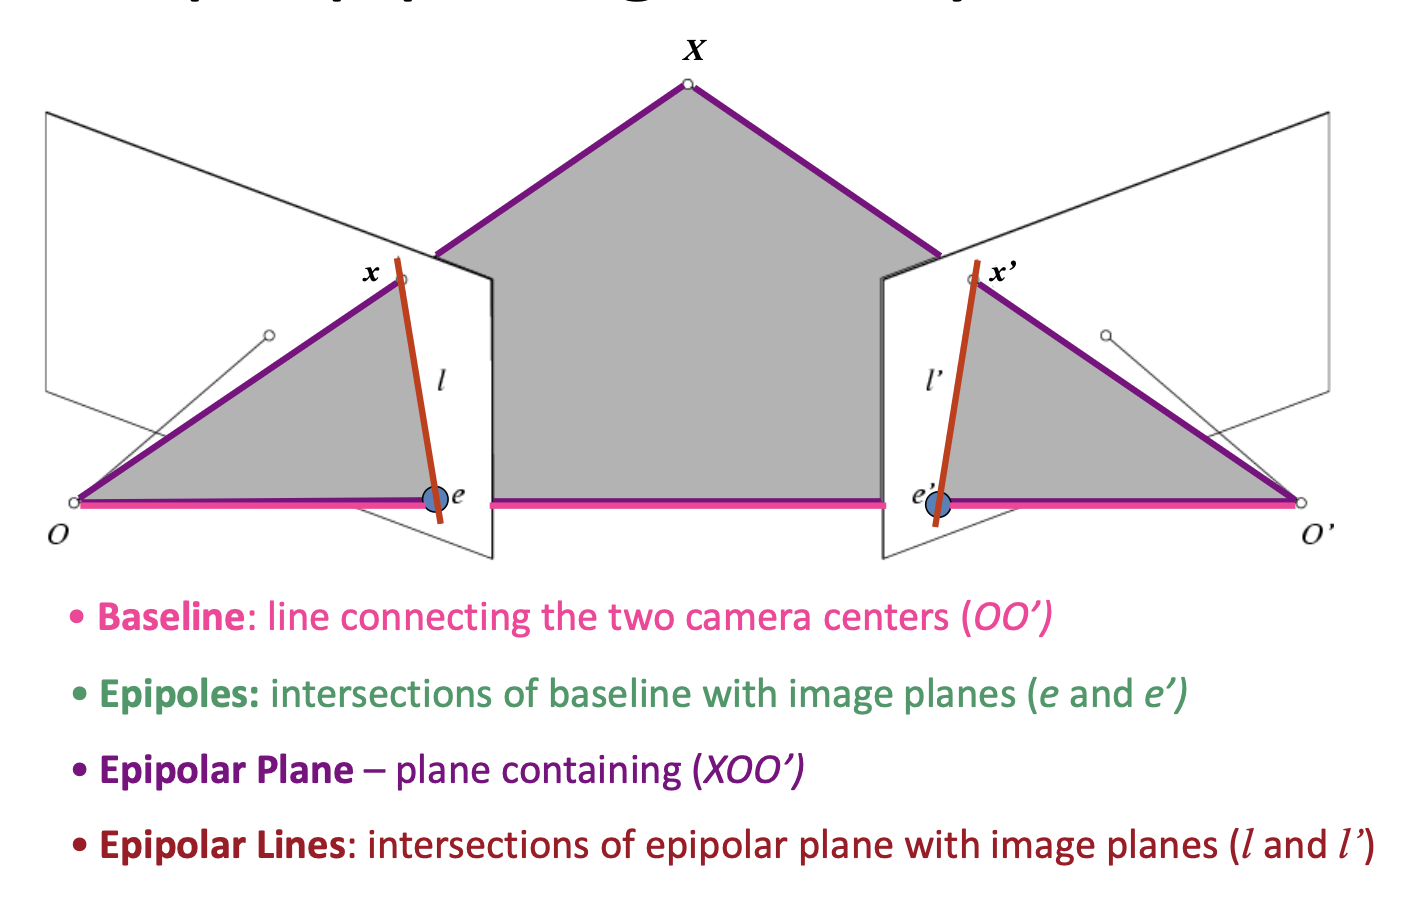 X
x
x’
l
l’
e
e’
O
O’
• Baseline: line connecting the two camera centers (OO’)
• Epipoles: intersections of baseline with image planes (e and e’)
• Epipolar Plane – plane containing (XOO’)
• Epipolar Lines: intersections of epipolar plane with image planes (l and l’)